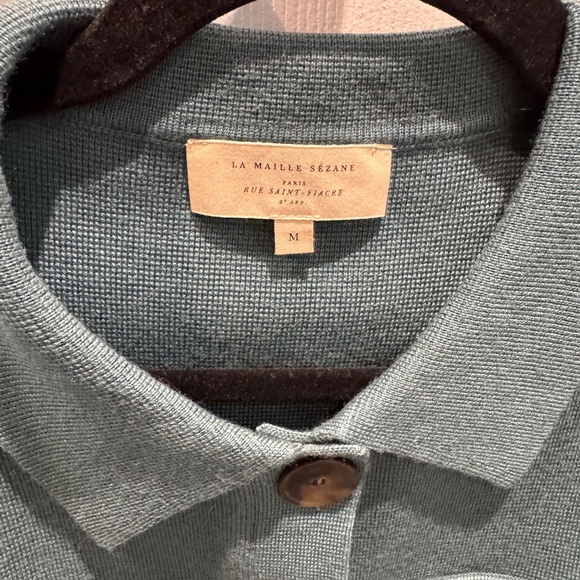 LA MAILLE SÉZANE
PARIS
RUE SAINT-FIACRE
2ᵉ ARR
M